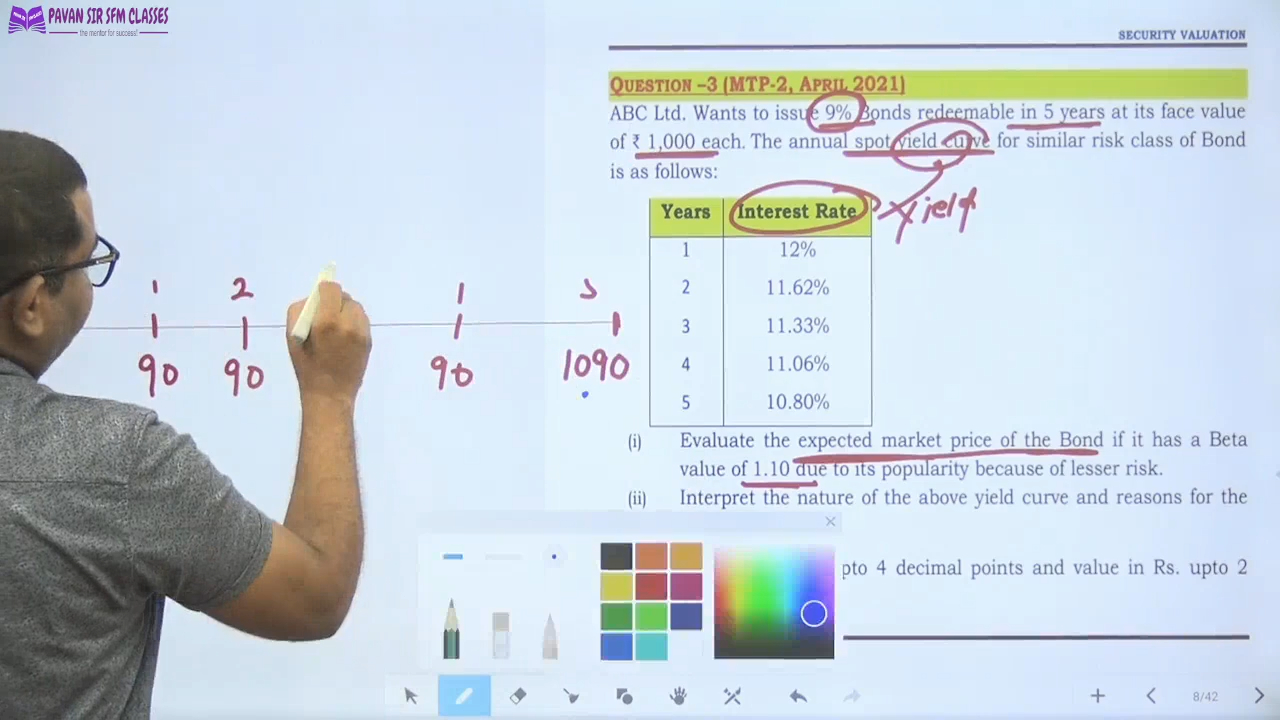 PAVAN SIR SFM CLASSES
the mentor for success!
SECURITY VALUATION
QUESTION –3 (MTP-2, APRIL 2021)
ABC Ltd. Wants to issue 9% Bonds redeemable in 5 years at its face value
of ₹ 1,000 each. The annual spot yield curve for similar risk class of Bond
is as follows:
Years Interest Rate
Yield
1 12%
2 11.62%
3 11.33%
4 11.06%
5 10.80%
1 2 1 5
90 90 90 1090
(i) Evaluate the expected market price of the Bond if it has a Beta
value of 1.10 due to its popularity because of lesser risk.
(ii) Interpret the nature of the above yield curve and reasons for the
pto 4 decimal points and value in Rs. upto 2
8/42